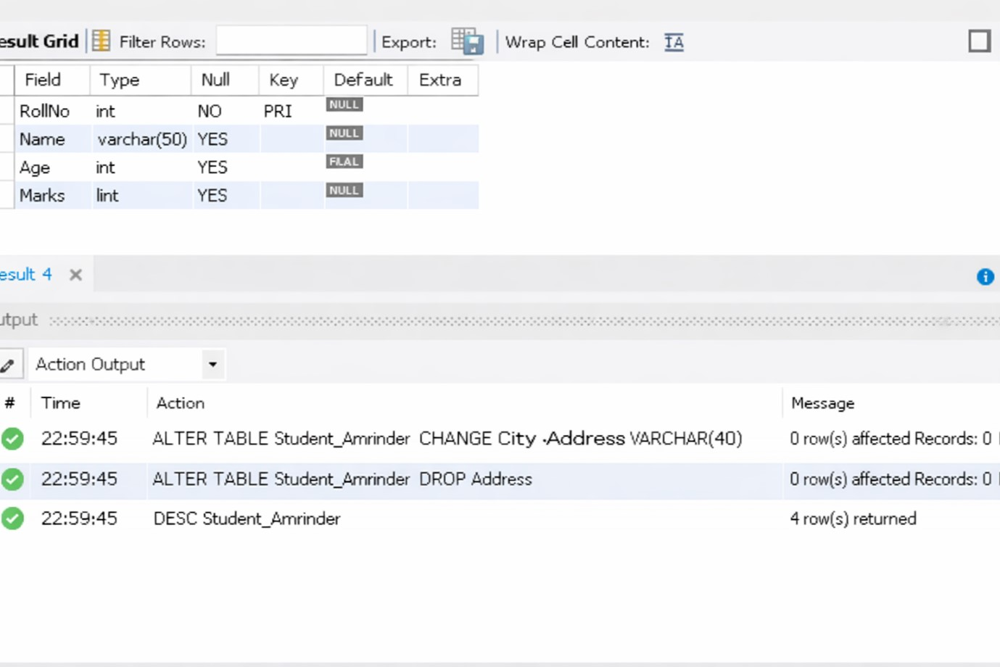 esult Grid Filter Rows: Export: Wrap Cell Content: IA
Field Type Null Key Default Extra
RollNo int NO PRI NULL
Name varchar(50) YES NULL
Age int YES FILAL
Marks lint YES NULL
esult 4
utput
Action Output
# Time Action Message
22:59:45 ALTER TABLE Student_Amrinder CHANGE City ·Address VARCHAR(40) 0 row(s) affected Records: 0
22:59:45 ALTER TABLE Student_Amrinder DROP Address 0 row(s) affected Records: 0
22:59:45 DESC Student_Amrinder 4 row(s) returned